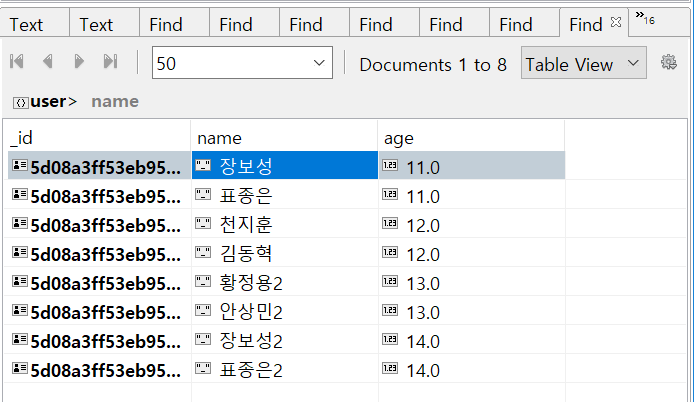 Text Text Find Find Find Find Find Find Find »16
50 Documents 1 to 8 Table View
user> name
_id name age
5d08a3ff53eb95... 장보성 11.0
5d08a3ff53eb95... 표종은 11.0
5d08a3ff53eb95... 천지훈 12.0
5d08a3ff53eb95... 김동혁 12.0
5d08a3ff53eb95... 황정용2 13.0
5d08a3ff53eb95... 안상민2 13.0
5d08a3ff53eb95... 장보성2 14.0
5d08a3ff53eb95... 표종은2 14.0